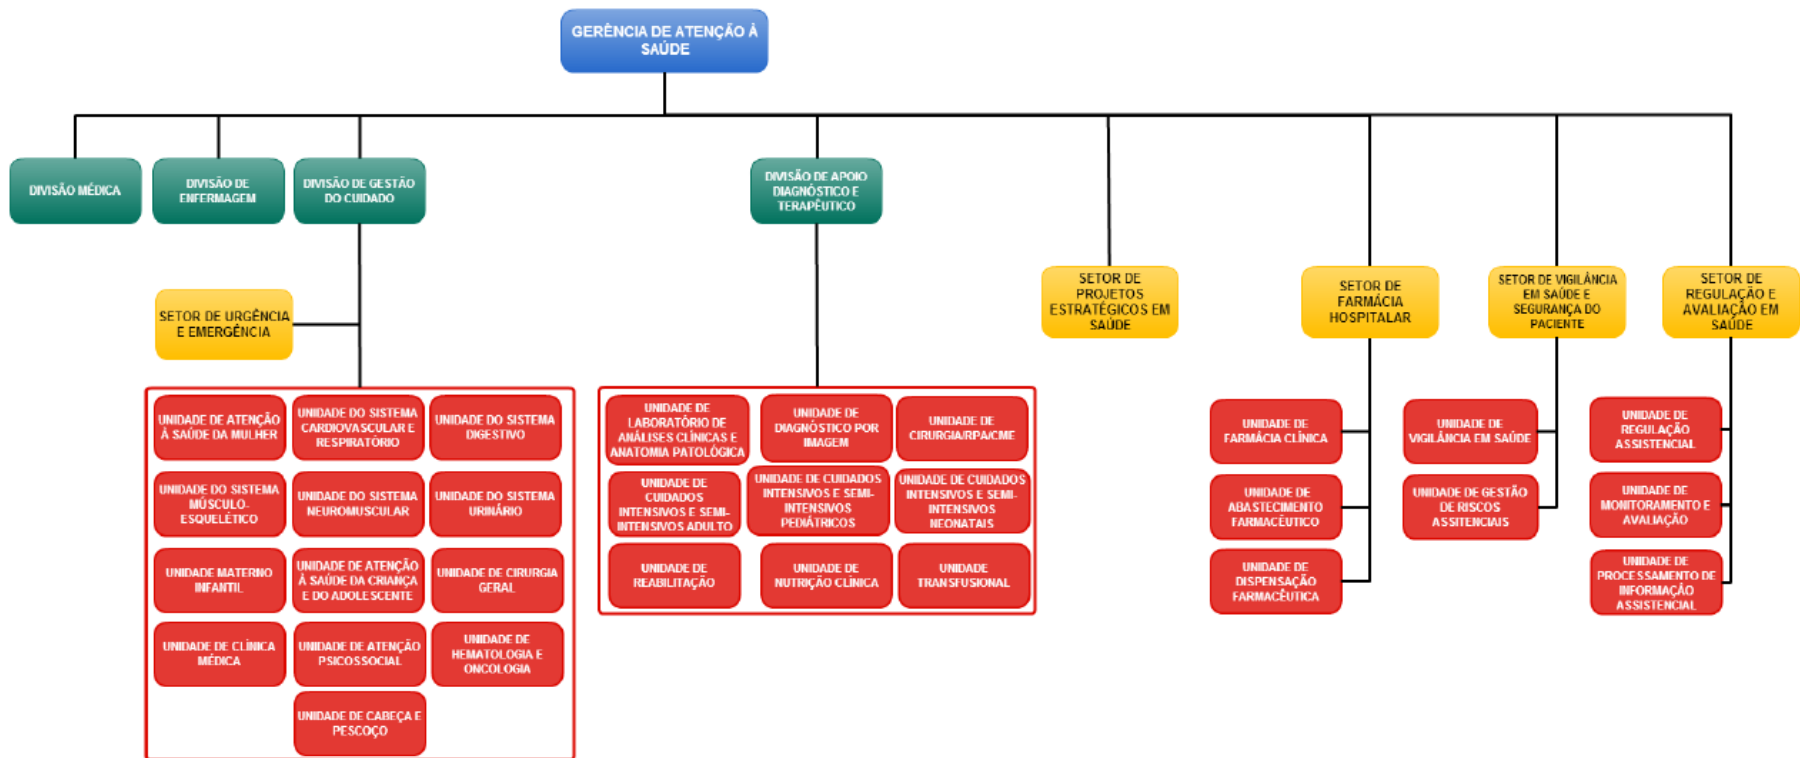 GERÊNCIA DE ATENÇÃO À
SAÚDE
DIVISÃO MÉDICA
DIVISÃO DE
ENFERMAGEM
DIVISÃO DE GESTÃO
DO CUIDADO
DIVISÃO DE APOIO
DIAGNÓSTICO E
TERAPÊUTICO
SETOR DE URGÊNCIA
E EMERGÊNCIA
SETOR DE
PROJETOS
ESTRATÉGICOS EM
SAÚDE
SETOR DE
FARMÁCIA
HOSPITALAR
SETOR DE VIGILÂNCIA
EM SAÚDE E
SEGURANÇA DO
PACIENTE
SETOR DE
REGULAÇÃO E
AVALIAÇÃO EM
SAÚDE
UNIDADE DE ATENÇÃO
À SAÚDE DA MULHER
UNIDADE DO SISTEMA
CARDIOVASCULAR E
RESPIRATÓRIO
UNIDADE DO SISTEMA
DIGESTIVO
UNIDADE DO SISTEMA
MÚSCULO-
ESQUELÉTICO
UNIDADE DO SISTEMA
NEUROMUSCULAR
UNIDADE DO SISTEMA
URINÁRIO
UNIDADE MATERNO
INFANTIL
UNIDADE DE ATENÇÃO
À SAÚDE DA CRIANÇA
E DO ADOLESCENTE
UNIDADE DE CIRURGIA
GERAL
UNIDADE DE CLÍNICA
MÉDICA
UNIDADE DE ATENÇÃO
PSICOSSOCIAL
UNIDADE DE
HEMATOLOGIA E
ONCOLOGIA
UNIDADE DE CABEÇA E
PESCOÇO
UNIDADE DE
LABORATÓRIO DE
ANÁLISES CLÍNICAS E
ANATOMIA PATOLÓGICA
UNIDADE DE
DIAGNÓSTICO POR
IMAGEM
UNIDADE DE
CIRURGIA/RPA/CME
UNIDADE DE
CUIDADOS
INTENSIVOS E SEMI-
INTENSIVOS ADULTO
UNIDADE DE CUIDADOS
INTENSIVOS E SEMI-
INTENSIVOS
PEDIÁTRICOS
UNIDADE DE CUIDADOS
INTENSIVOS E SEMI-
INTENSIVOS
NEONATAIS
UNIDADE DE
REABILITAÇÃO
UNIDADE DE
NUTRIÇÃO CLÍNICA
UNIDADE
TRANSFUSIONAL
UNIDADE DE
FARMÁCIA CLÍNICA
UNIDADE DE
ABASTECIMENTO
FARMACÊUTICO
UNIDADE DE
DISPENSAÇÃO
FARMACÊUTICA
UNIDADE DE
VIGILÂNCIA EM SAÚDE
UNIDADE DE GESTÃO
DE RISCOS
ASSITENCIAIS
UNIDADE DE
REGULAÇÃO
ASSISTENCIAL
UNIDADE DE
MONITORAMENTO E
AVALIAÇÃO
UNIDADE DE
PROCESSAMENTO DE
INFORMAÇÃO
ASSISTENCIAL